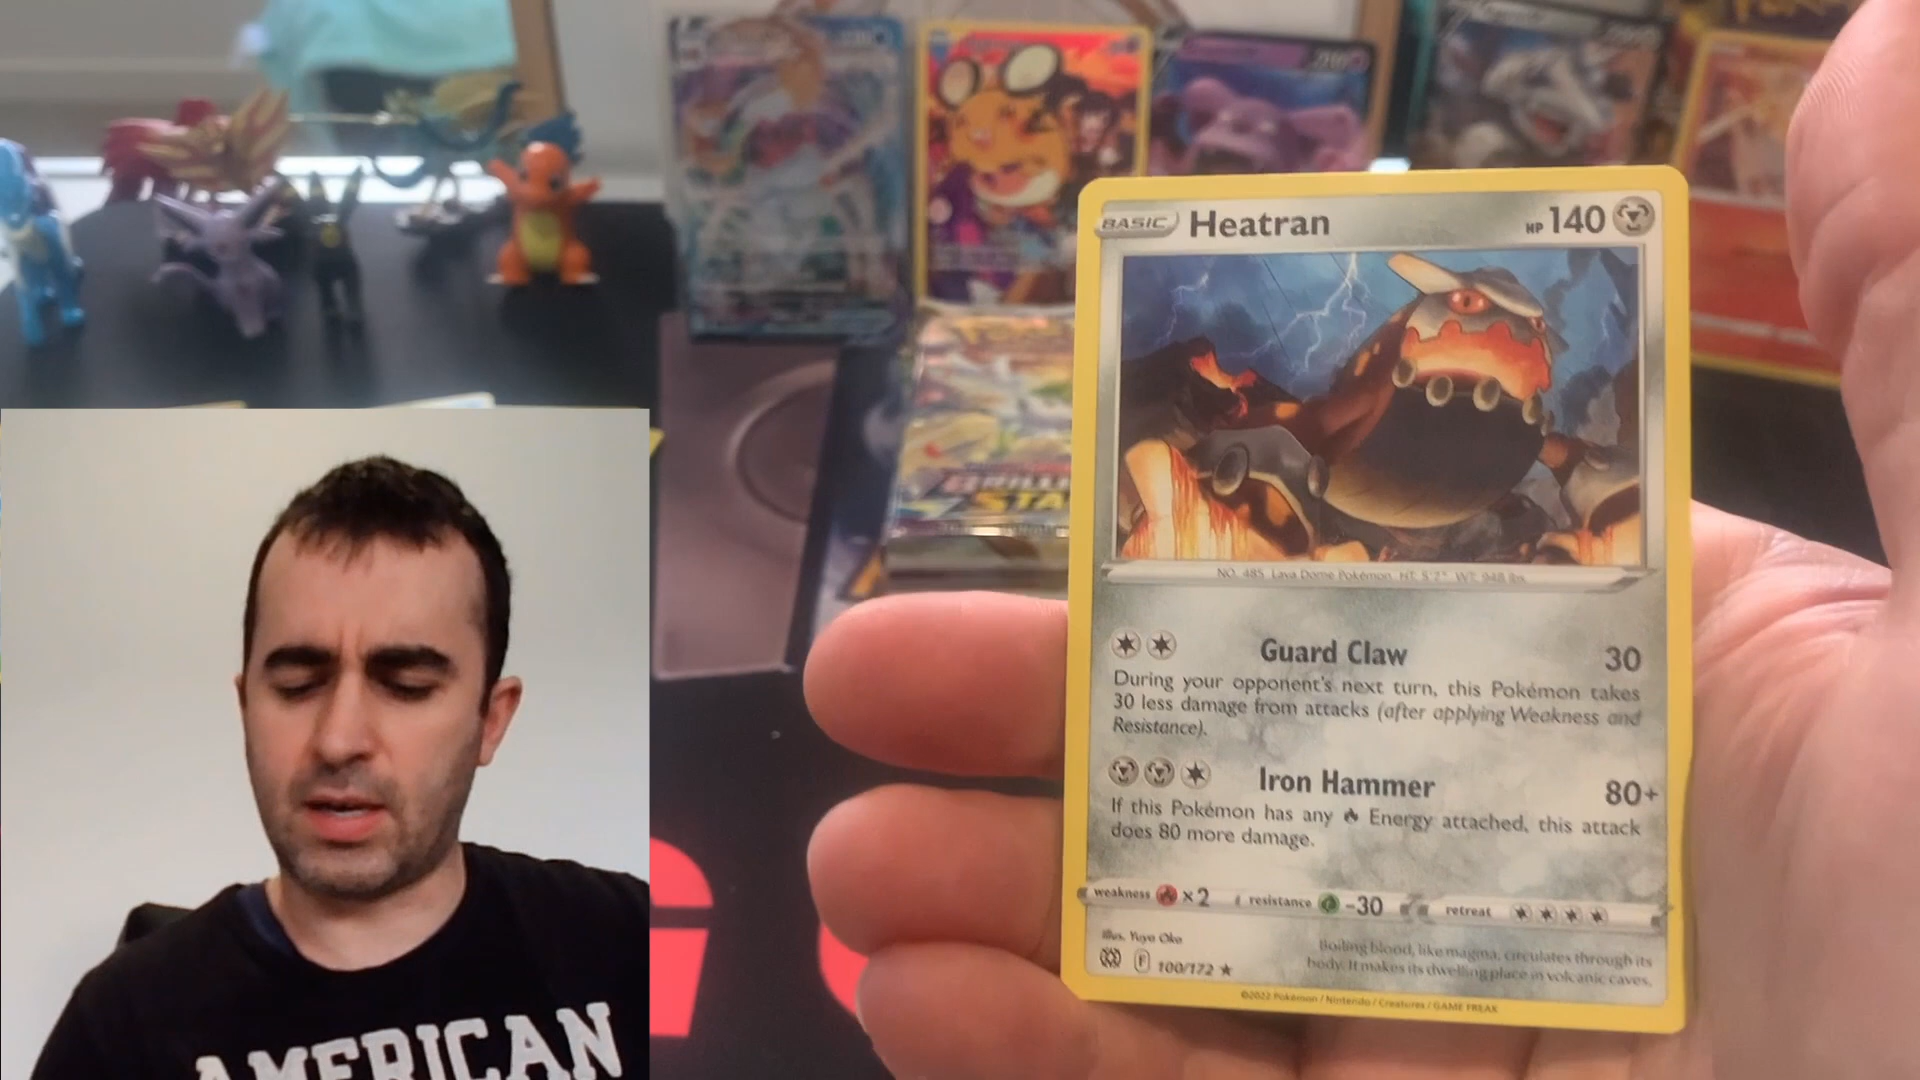 BASIC Heatran HP 140
NO. 485 Lava Dome Pokémon HT: 5'7" WT: 948 lbs.
Guard Claw 30
During your opponent's next turn, this Pokémon takes
30 less damage from attacks (after applying Weakness and
Resistance).
Iron Hammer 80+
If this Pokémon has any Energy attached, this attack
does 80 more damage.
weakness ×2 resistance -30 retreat
Illus. Yuya Oka
F 100/172 ★
Boiling blood, like magma, circulates through its
body. It makes its dwelling place in volcanic caves.
©2022 Pokémon / Nintendo / Creatures / GAME FREAK
STA
AMERICAN